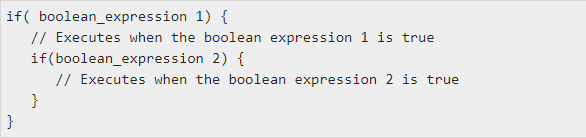 if( boolean_expression 1) {
   // Executes when the boolean expression 1 is true
   if(boolean_expression 2) {
      // Executes when the boolean expression 2 is true
   }
}